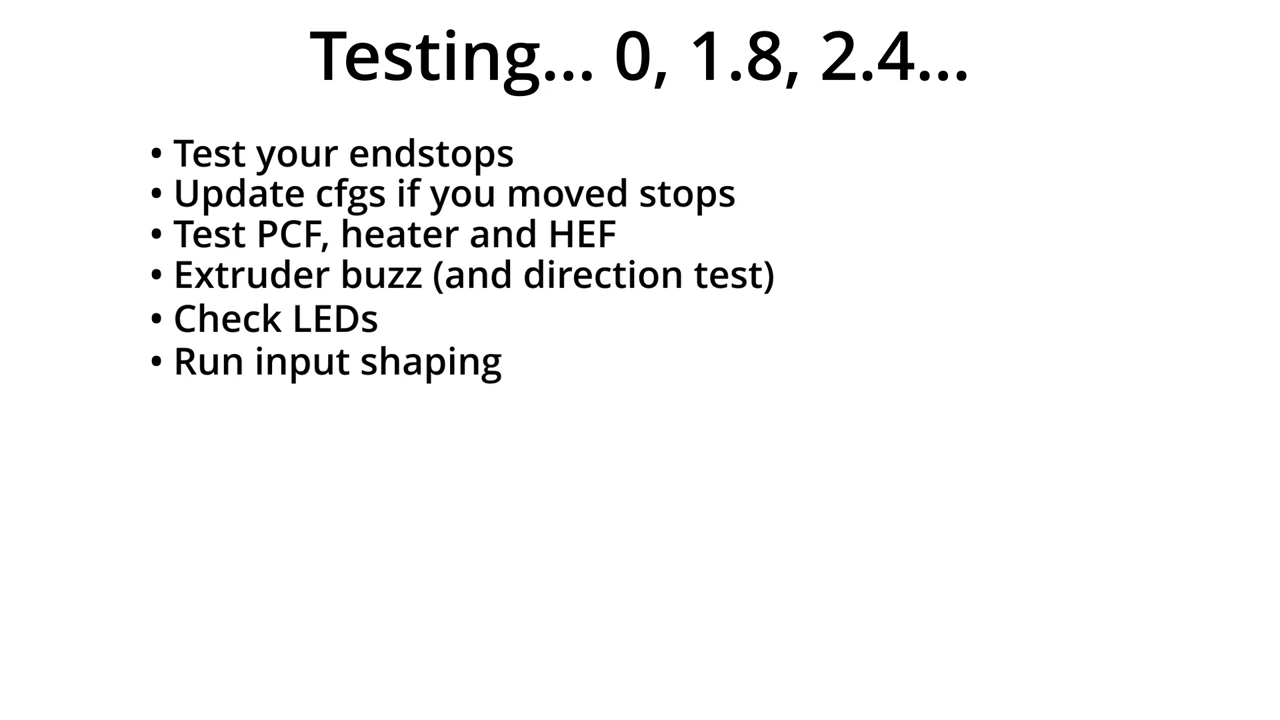 Testing... 0, 1.8, 2.4...
• Test your endstops
• Update cfgs if you moved stops
• Test PCF, heater and HEF
• Extruder buzz (and direction test)
• Check LEDs
• Run input shaping